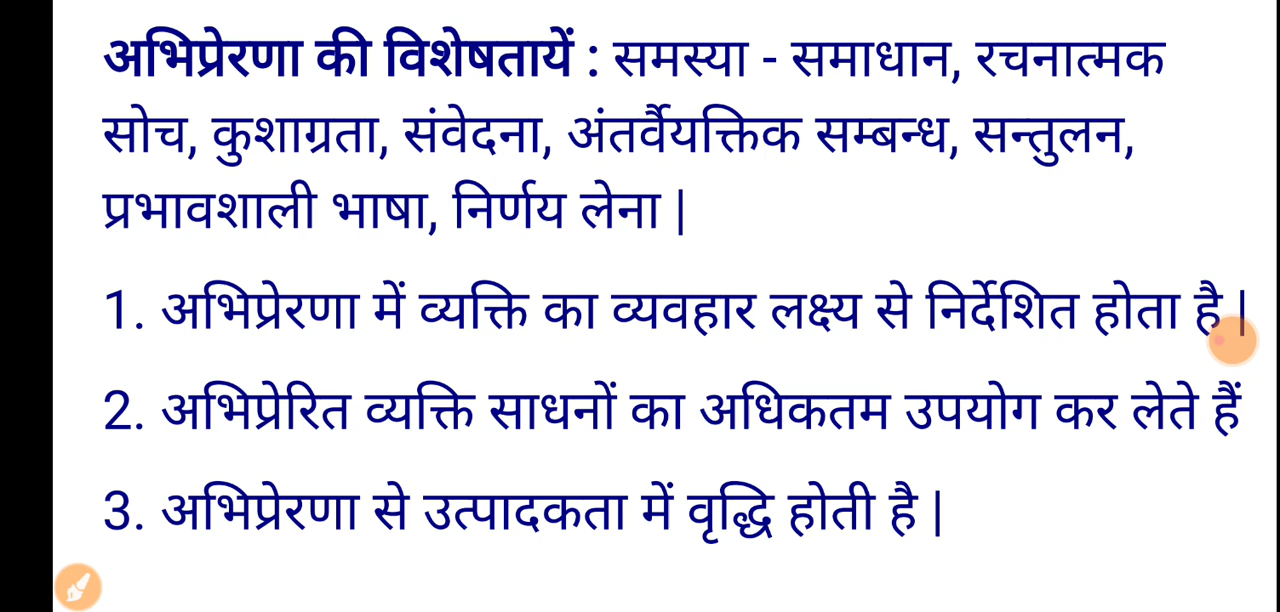 अभिप्रेरणा की विशेषतायें : समस्या - समाधान, रचनात्मक
सोच, कुशाग्रता, संवेदना, अंतर्वैयक्तिक सम्बन्ध, सन्तुलन,
प्रभावशाली भाषा, निर्णय लेना |
1. अभिप्रेरणा में व्यक्ति का व्यवहार लक्ष्य से निर्देशित होता है |
2. अभिप्रेरित व्यक्ति साधनों का अधिकतम उपयोग कर लेते हैं
3. अभिप्रेरणा से उत्पादकता में वृद्धि होती है |